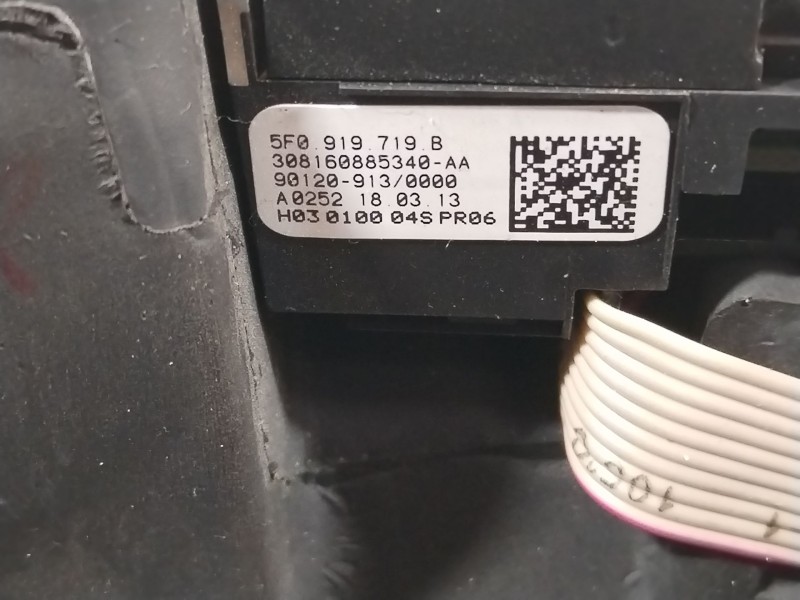 5F0.919.719.B
308160885340-AA
90120-913/0000
A0252 18.03.13
H03 0100 04S PR06